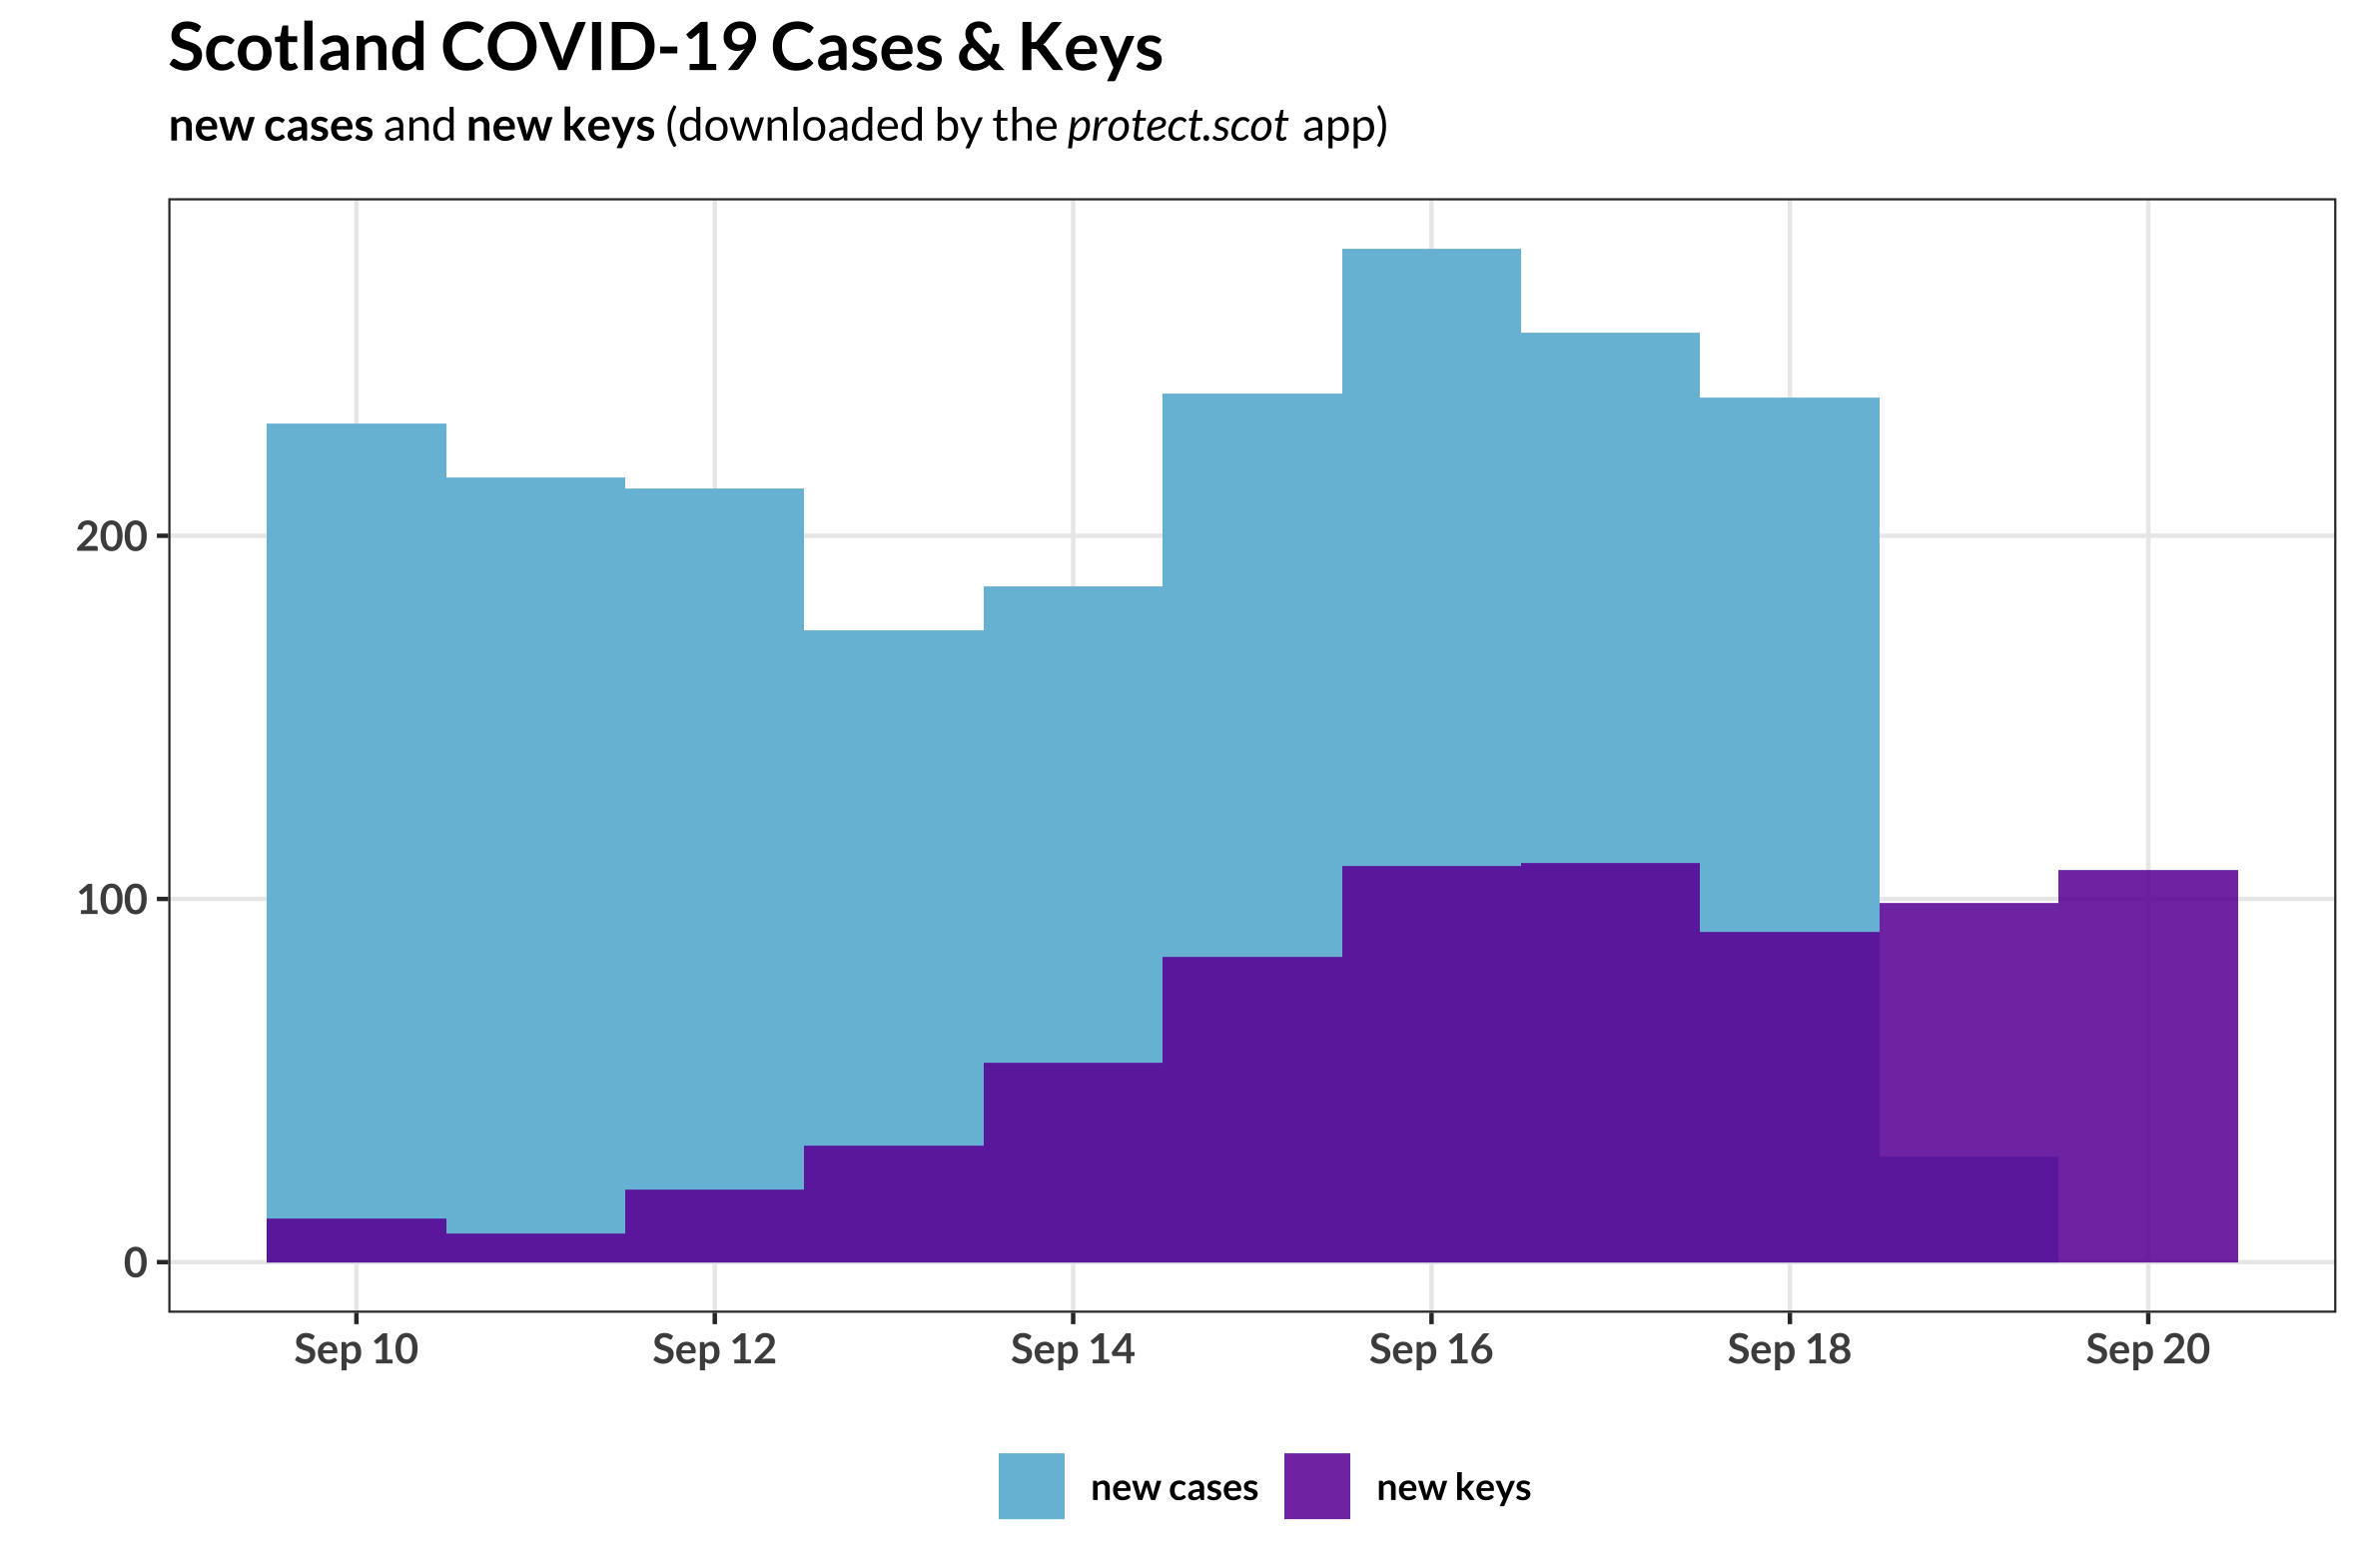 Scotland COVID-19 Cases & Keys
new cases and new keys (downloaded by the protect.scot app)
200
100
0
Sep 10 Sep 12 Sep 14 Sep 16 Sep 18 Sep 20
new cases new keys